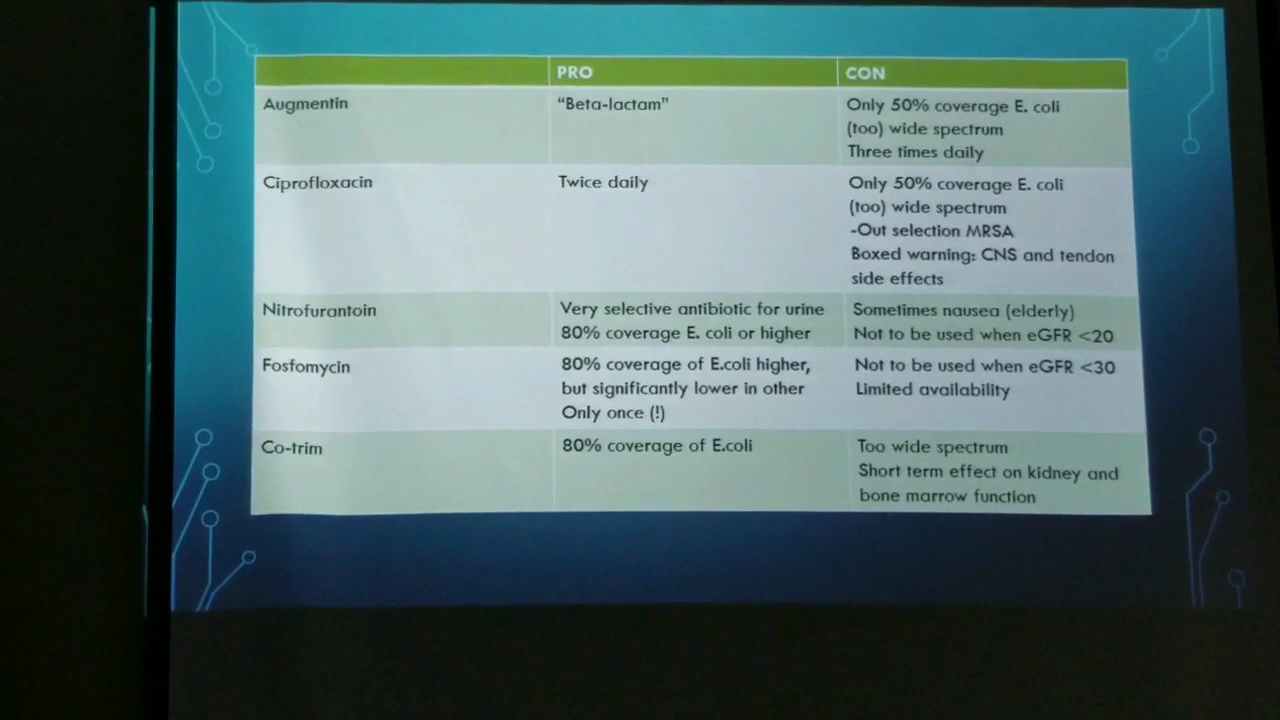 PRO CON
Augmentin
"Beta-lactam"
Only 50% coverage E. coli
(too) wide spectrum
Three times daily
Ciprofloxacin
Twice daily
Only 50% coverage E. coli
(too) wide spectrum
-Out selection MRSA
Boxed warning: CNS and tendon
side effects
Nitrofurantoin
Very selective antibiotic for urine
80% coverage E. coli or higher
Sometimes nausea (elderly)
Not to be used when eGFR <20
Fosfomycin
80% coverage of E.coli higher,
but significantly lower in other
Only once (!)
Not to be used when eGFR <30
Limited availability
Co-trim
80% coverage of E.coli
Too wide spectrum
Short term effect on kidney and
bone marrow function